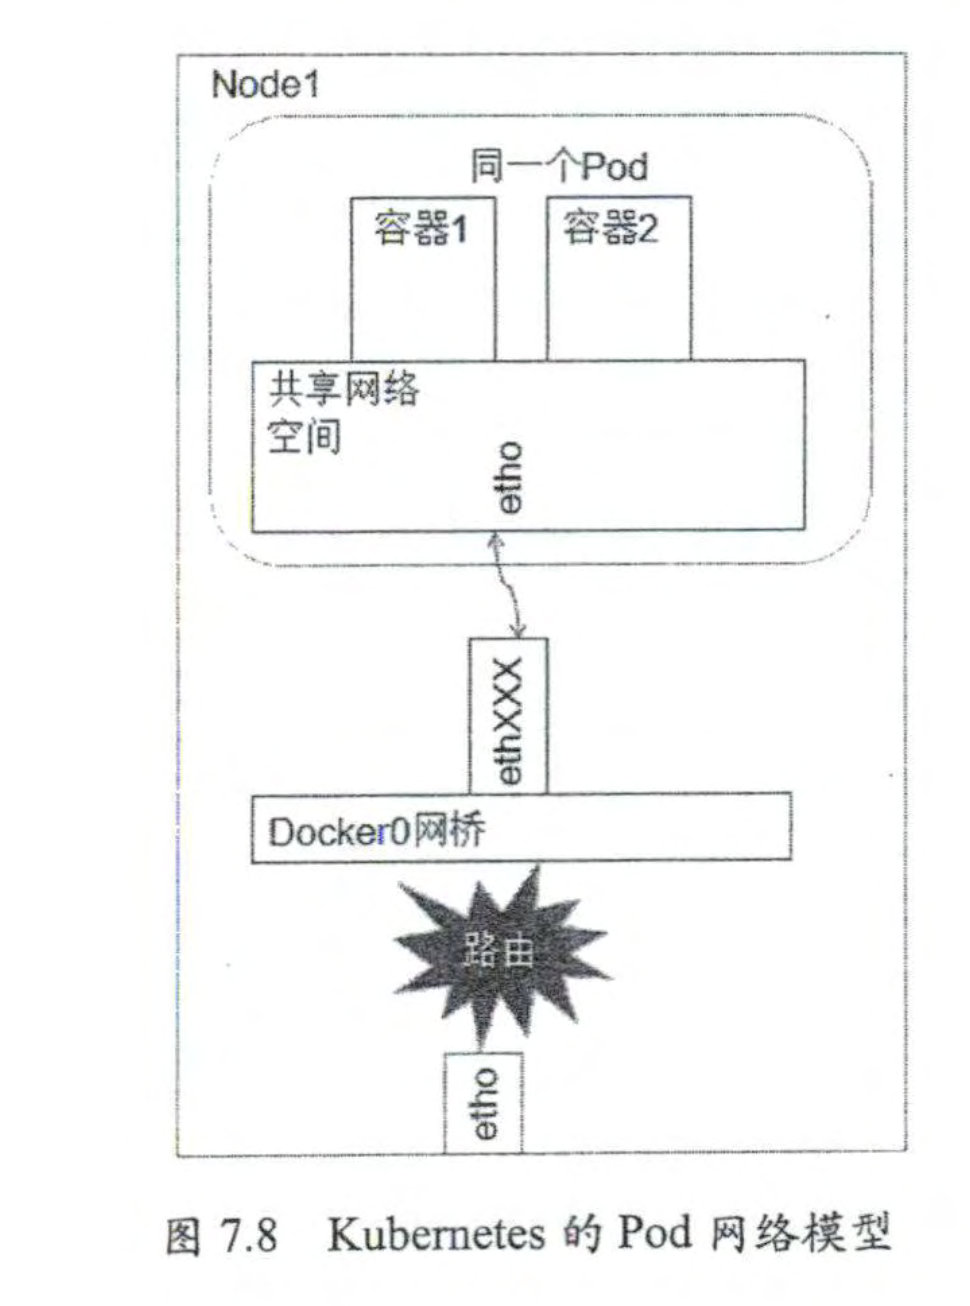 Node1
同一个Pod
容器1
容器2
共享网络
空间
etho
ethXXX
Docker0网桥
路由
etho
图 7.8 Kubernetes 的 Pod 网络模型